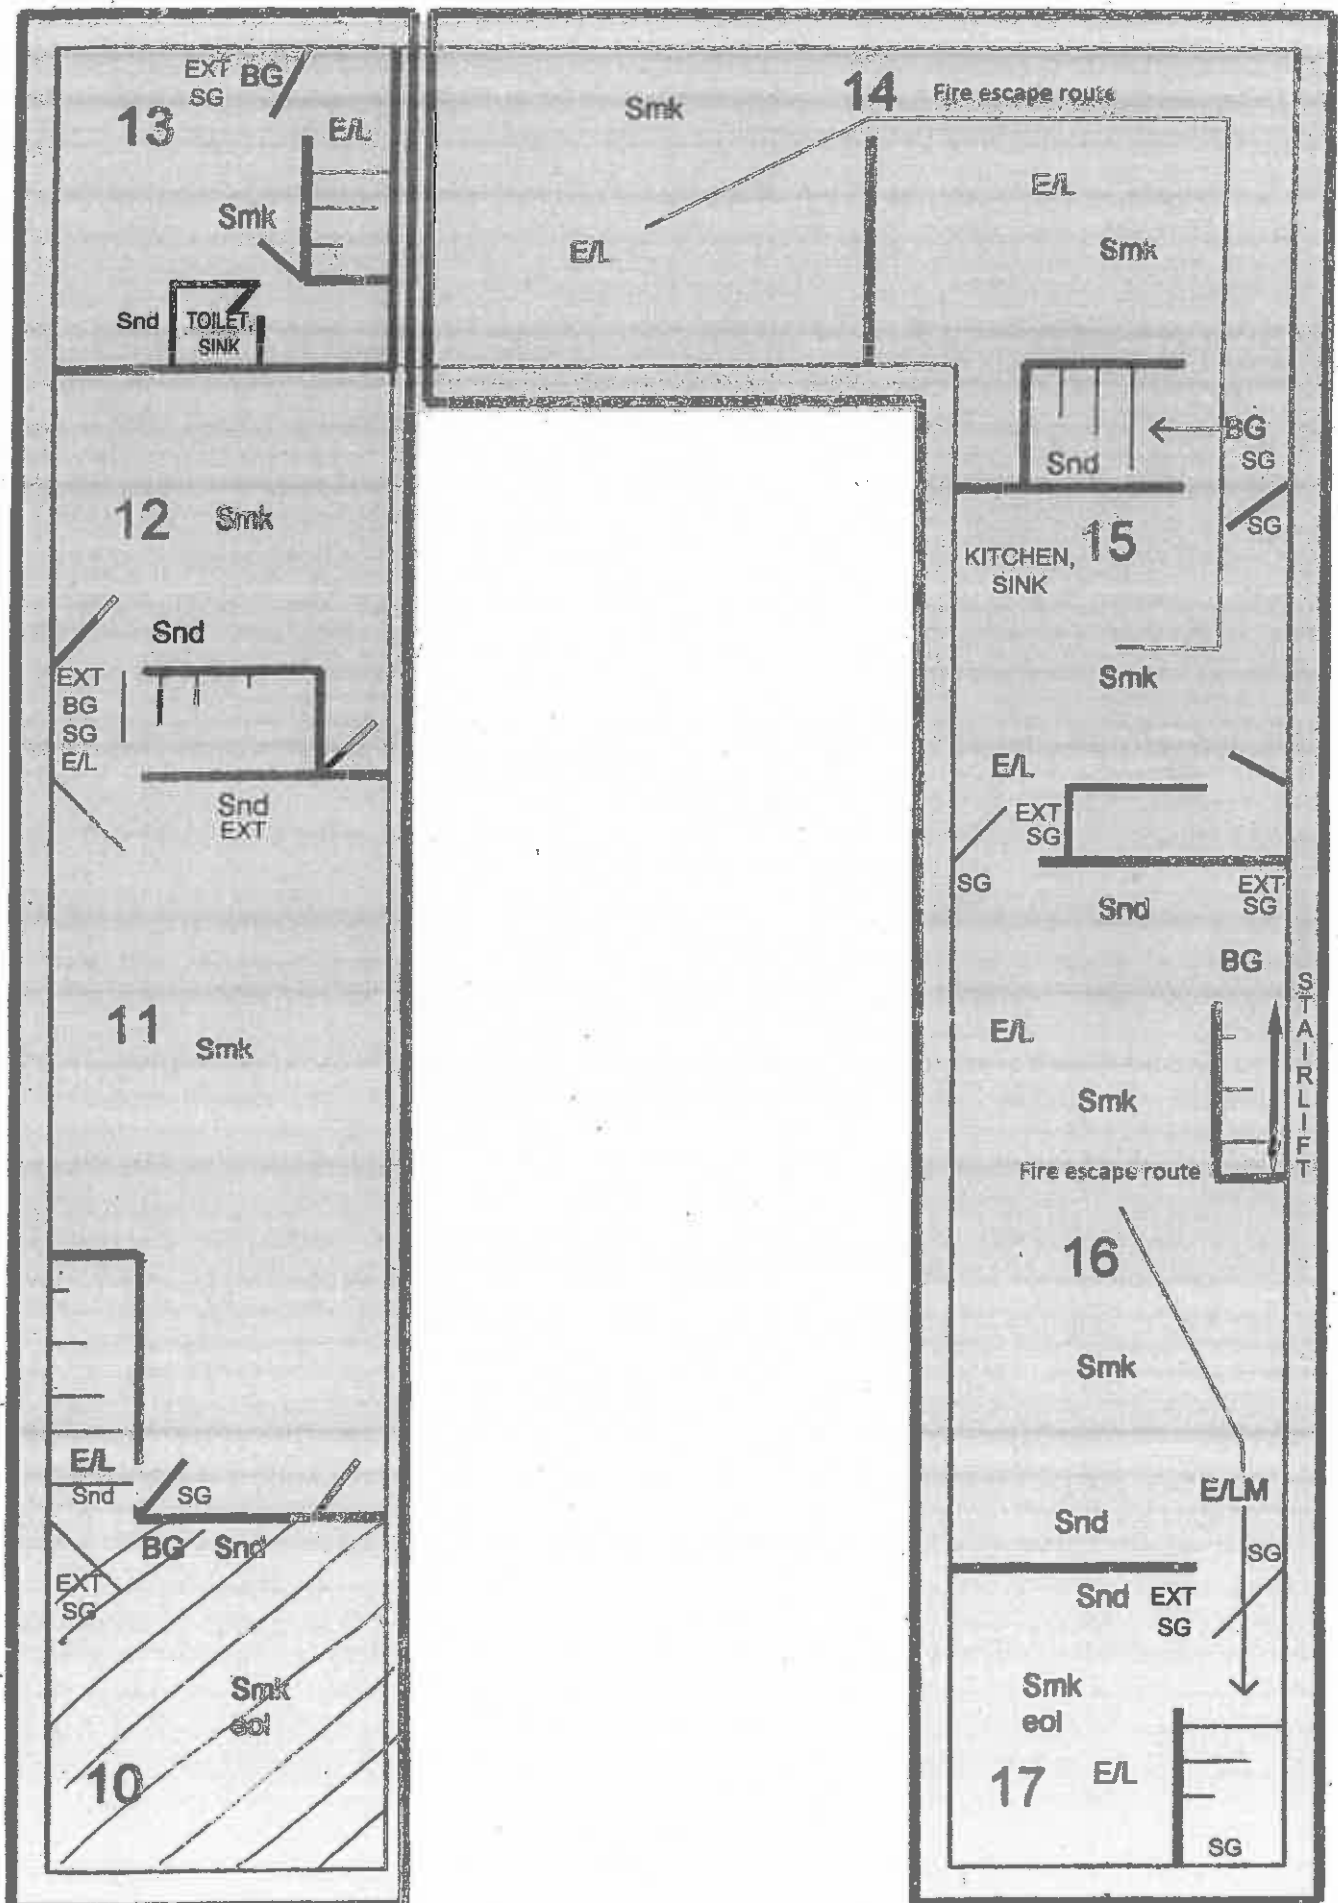 EXT BG
SG
13
E/L
Smk
Snd
TOILET,
SINK
12 Smk
Snd
EXT
BG
SG
E/L
Snd
EXT
11 Smk
E/L
Snd
SG
BG Snd
EXT
SG
Smk
eol
10
14 Fire escape route
Smk
E/L
E/L
Smk
BG
SG
Snd
SG
15
KITCHEN,
SINK
Smk
E/L
EXT
SG
SG
EXT
SG
Snd
BG
STAIRLIFT
E/L
Smk
Fire escape route
16
Smk
E/LM
Snd
SG
Snd EXT
SG
Smk
eol
17 E/L
SG